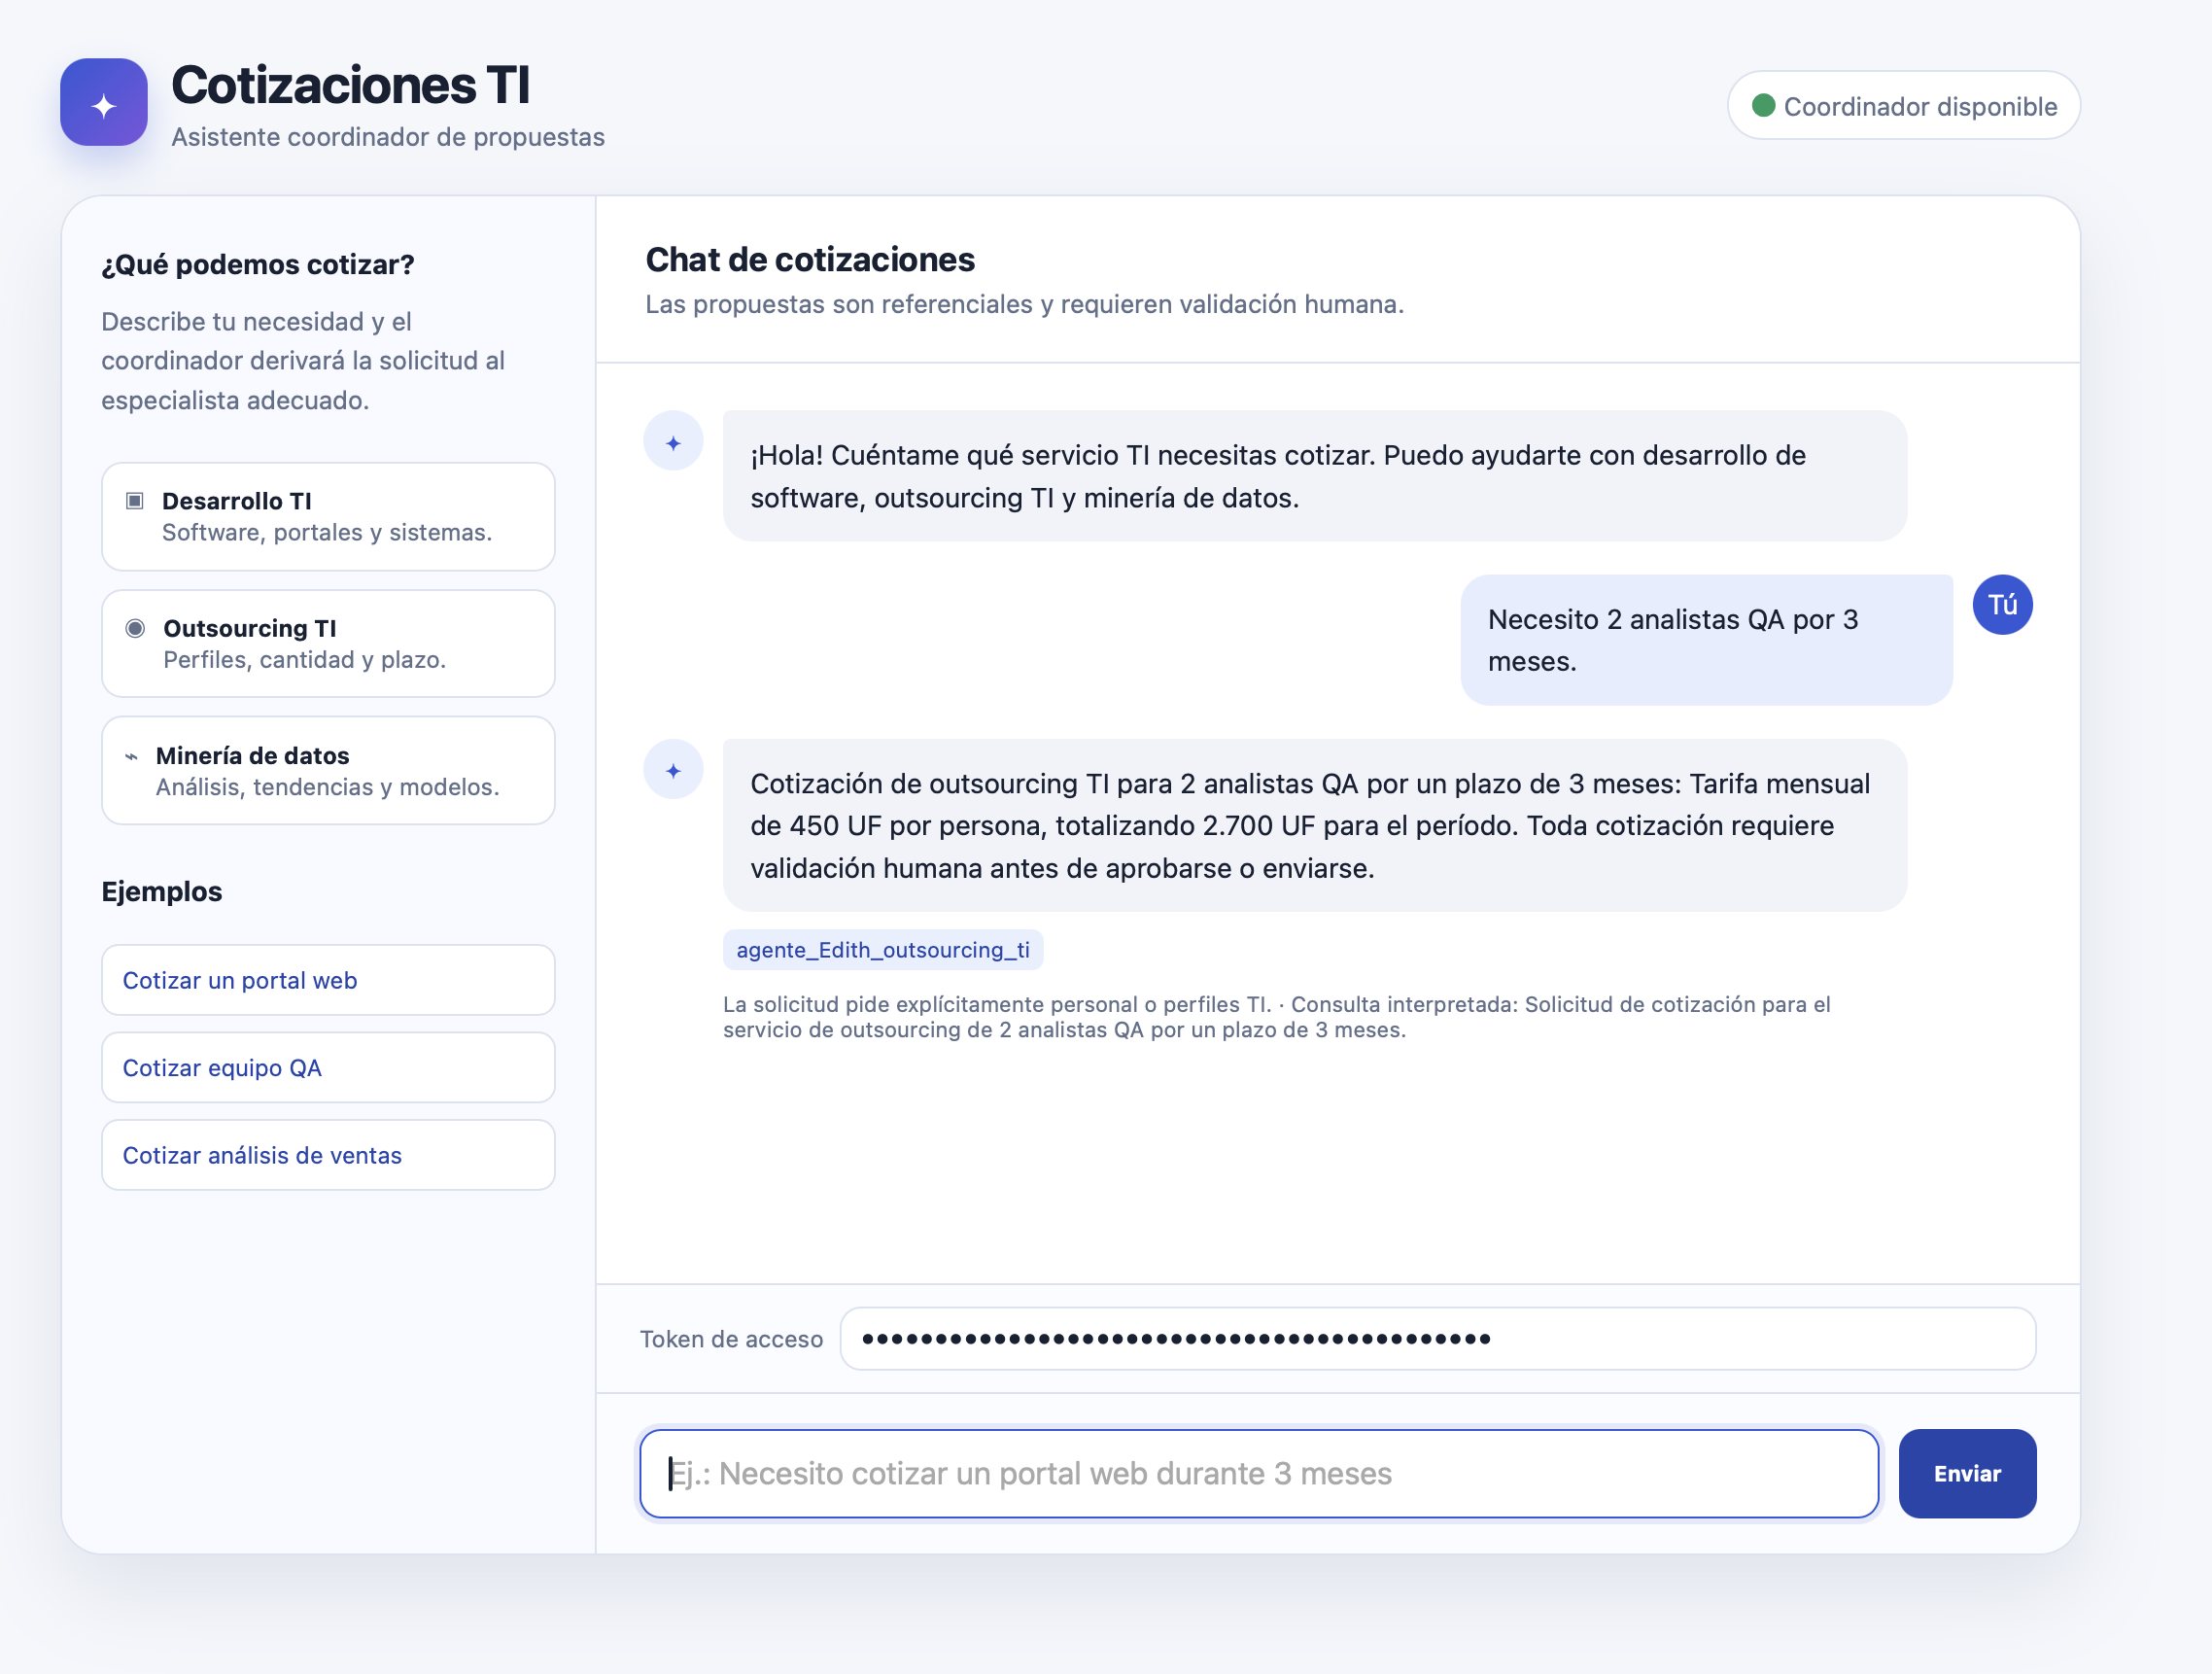 Cotizaciones TI
Asistente coordinador de propuestas
Coordinador disponible
¿Qué podemos cotizar?
Describe tu necesidad y el
coordinador derivará la solicitud al
especialista adecuado.
Desarrollo TI
Software, portales y sistemas.
Outsourcing TI
Perfiles, cantidad y plazo.
Minería de datos
Análisis, tendencias y modelos.
Ejemplos
Cotizar un portal web
Cotizar equipo QA
Cotizar análisis de ventas
Chat de cotizaciones
Las propuestas son referenciales y requieren validación humana.
¡Hola! Cuéntame qué servicio TI necesitas cotizar. Puedo ayudarte con desarrollo de
software, outsourcing TI y minería de datos.
Necesito 2 analistas QA por 3
meses.
Tú
Cotización de outsourcing TI para 2 analistas QA por un plazo de 3 meses: Tarifa mensual
de 450 UF por persona, totalizando 2.700 UF para el período. Toda cotización requiere
validación humana antes de aprobarse o enviarse.
agente_Edith_outsourcing_ti
La solicitud pide explícitamente personal o perfiles TI. · Consulta interpretada: Solicitud de cotización para el
servicio de outsourcing de 2 analistas QA por un plazo de 3 meses.
Token de acceso
Ej.: Necesito cotizar un portal web durante 3 meses
Enviar